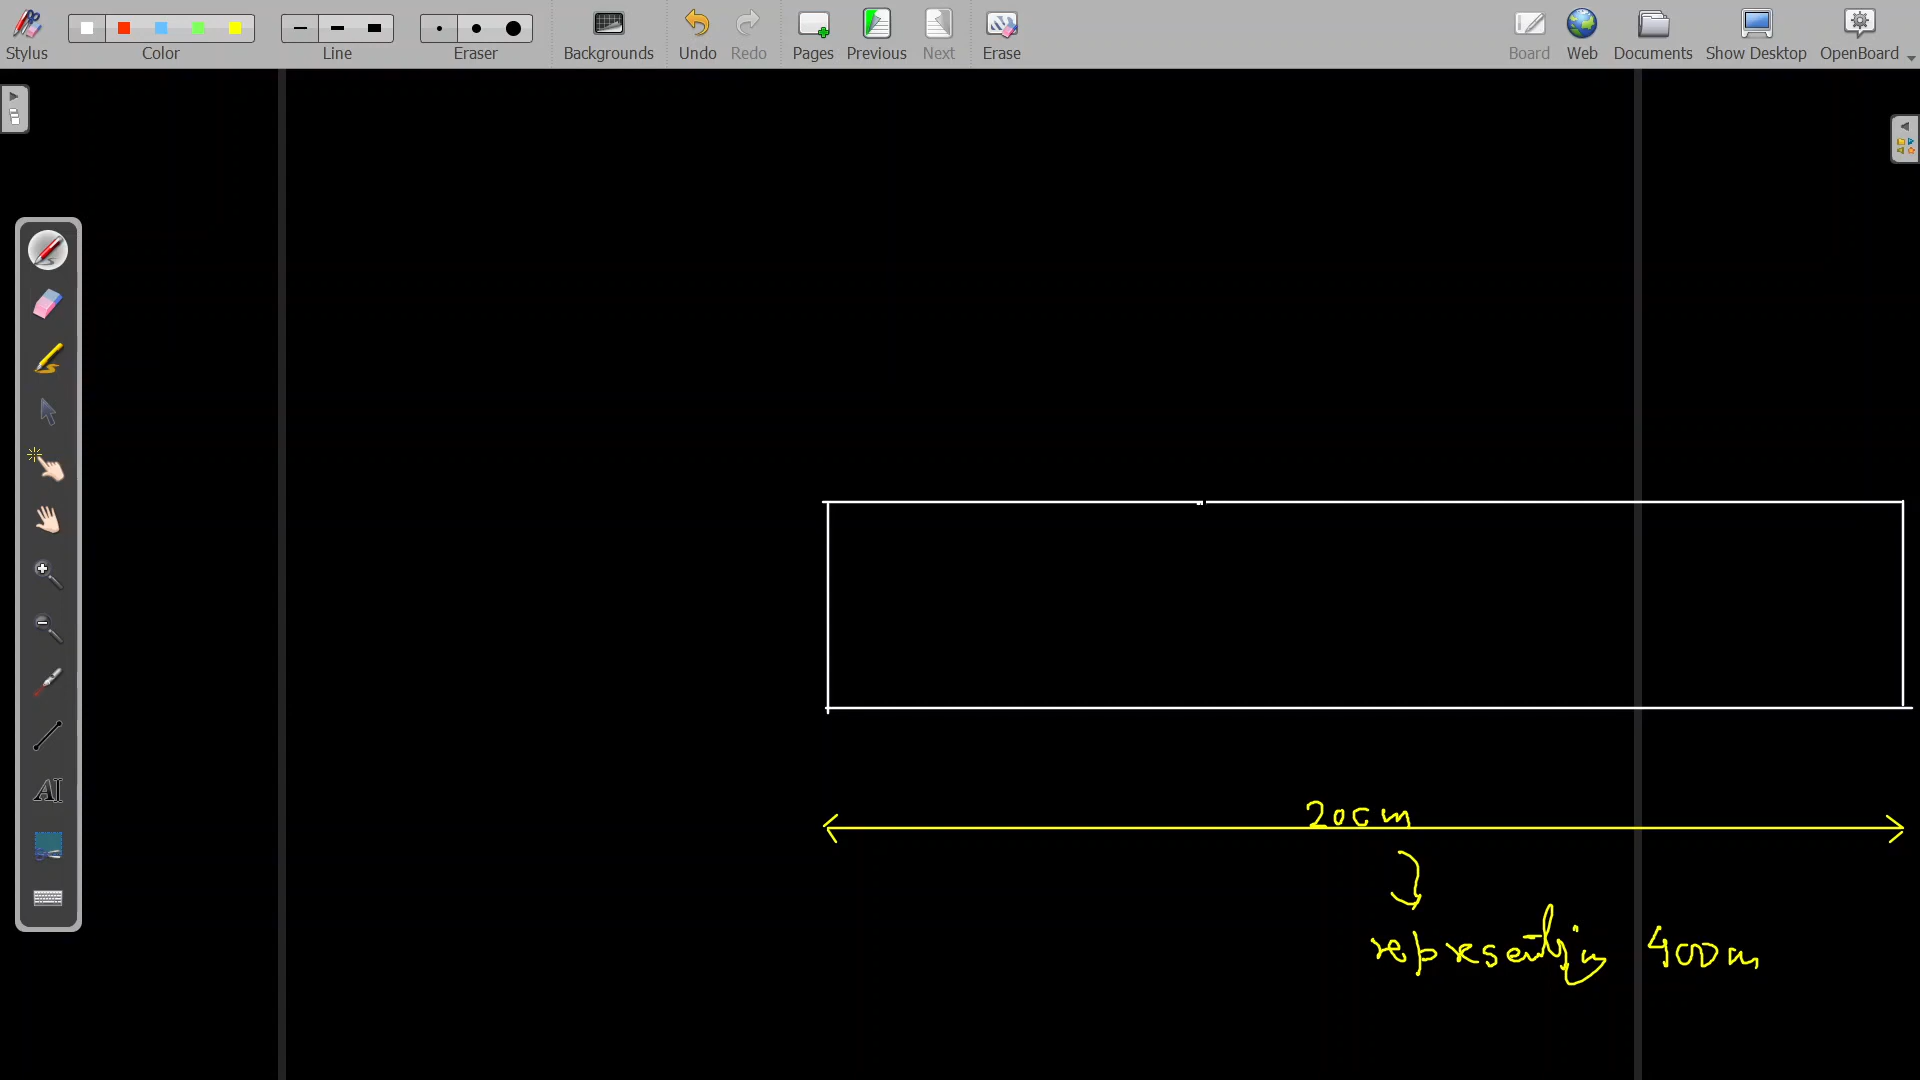 Stylus Color Line Eraser Backgrounds Undo Redo Pages Previous Next Erase Board Web Documents Show Desktop OpenBoard
20cm
representing 400m